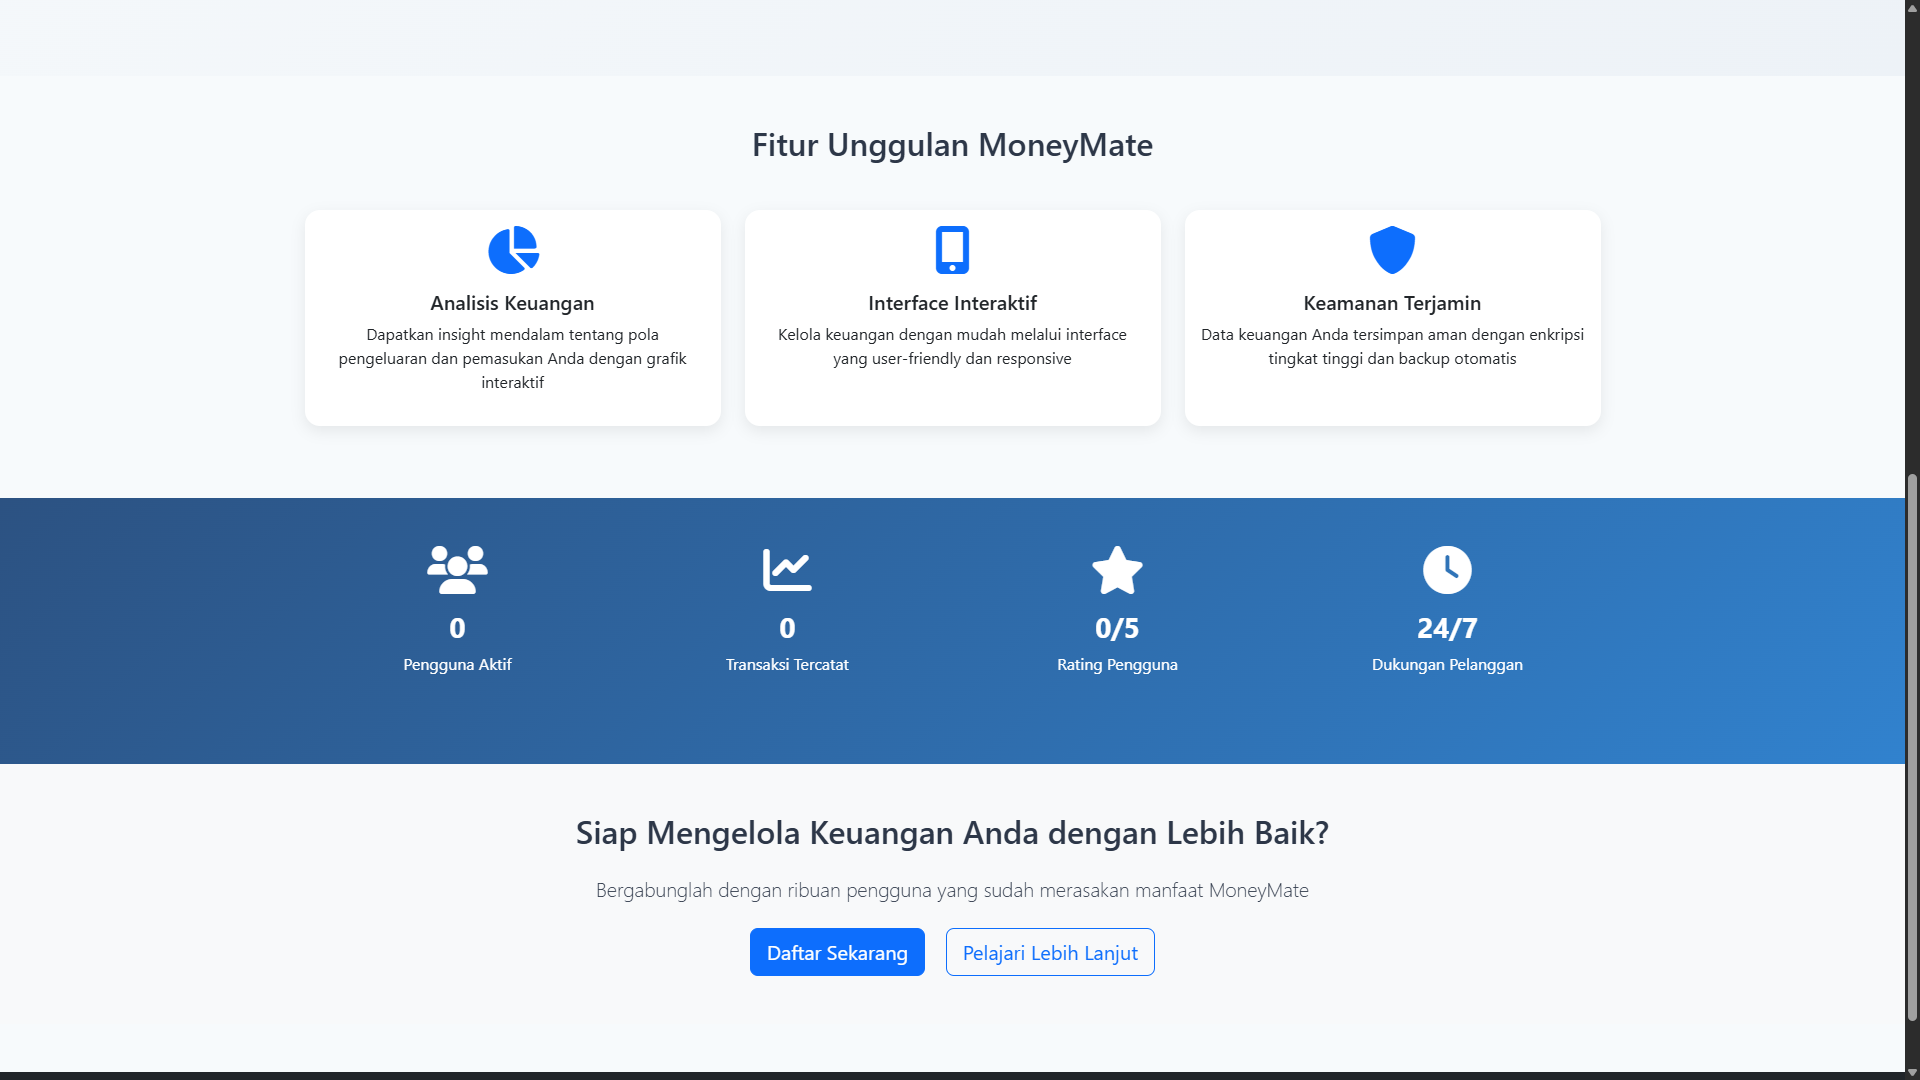 Fitur Unggulan MoneyMate
Analisis Keuangan
Dapatkan insight mendalam tentang pola
pengeluaran dan pemasukan Anda dengan grafik
interaktif
Interface Interaktif
Kelola keuangan dengan mudah melalui interface
yang user-friendly dan responsive
Keamanan Terjamin
Data keuangan Anda tersimpan aman dengan enkripsi
tingkat tinggi dan backup otomatis
0
Pengguna Aktif
0
Transaksi Tercatat
0/5
Rating Pengguna
24/7
Dukungan Pelanggan
Siap Mengelola Keuangan Anda dengan Lebih Baik?
Bergabunglah dengan ribuan pengguna yang sudah merasakan manfaat MoneyMate
Daftar Sekarang
Pelajari Lebih Lanjut